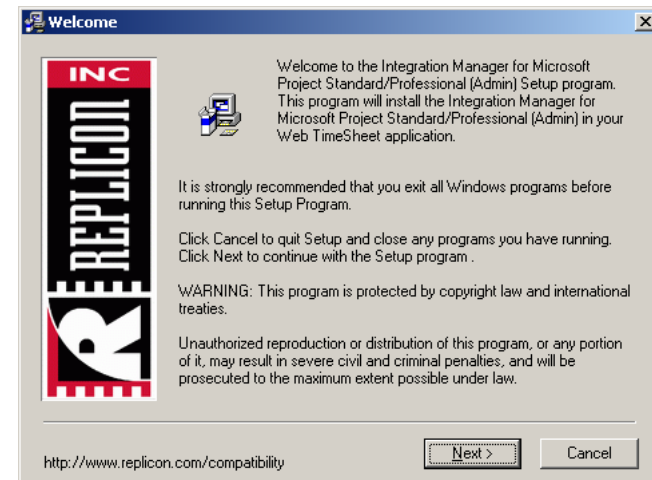 Welcome
INC
REPLICON
R
Welcome to the Integration Manager for Microsoft
Project Standard/Professional (Admin) Setup program.
This program will install the Integration Manager for
Microsoft Project Standard/Professional (Admin) in your
Web TimeSheet application.
It is strongly recommended that you exit all Windows programs before
running this Setup Program.
Click Cancel to quit Setup and close any programs you have running.
Click Next to continue with the Setup program .
WARNING: This program is protected by copyright law and international
treaties.
Unauthorized reproduction or distribution of this program, or any portion
of it, may result in severe civil and criminal penalties, and will be
prosecuted to the maximum extent possible under law.
http://www.replicon.com/compatibility
Next >
Cancel